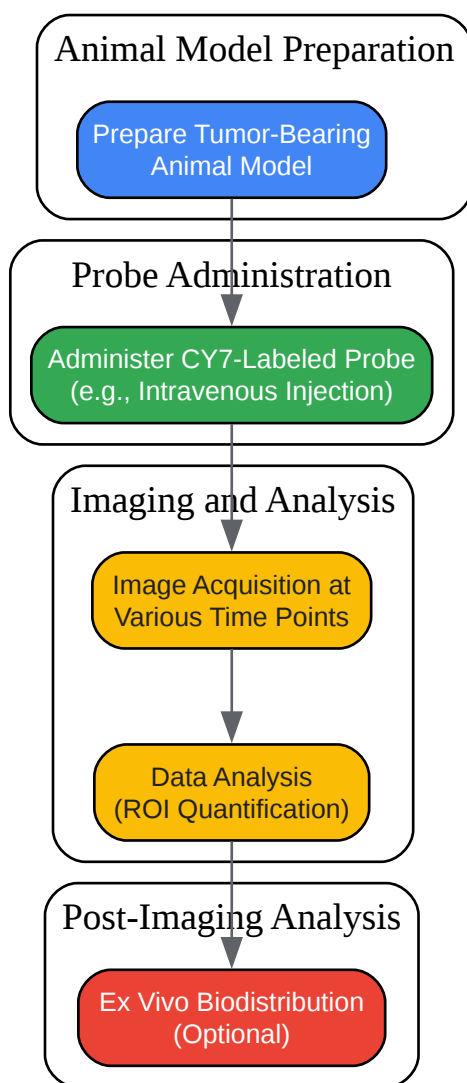 Animal Model Preparation
Prepare Tumor-Bearing
Animal Model
Probe Administration
Administer CY7-Labeled Probe
(e.g., Intravenous Injection)
Imaging and Analysis
Image Acquisition at
Various Time Points
Data Analysis
(ROI Quantification)
Post-Imaging Analysis
Ex Vivo Biodistribution
(Optional)